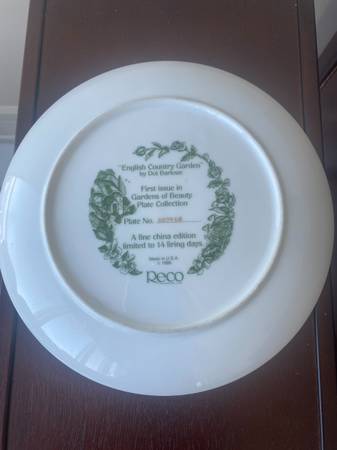 "English Country Garden"
by Dot Barlowe
First issue in
Gardens of Beauty
Plate Collection
Plate No.
A fine china edition
limited to 14 firing days
Made in U.S.A.
Reco